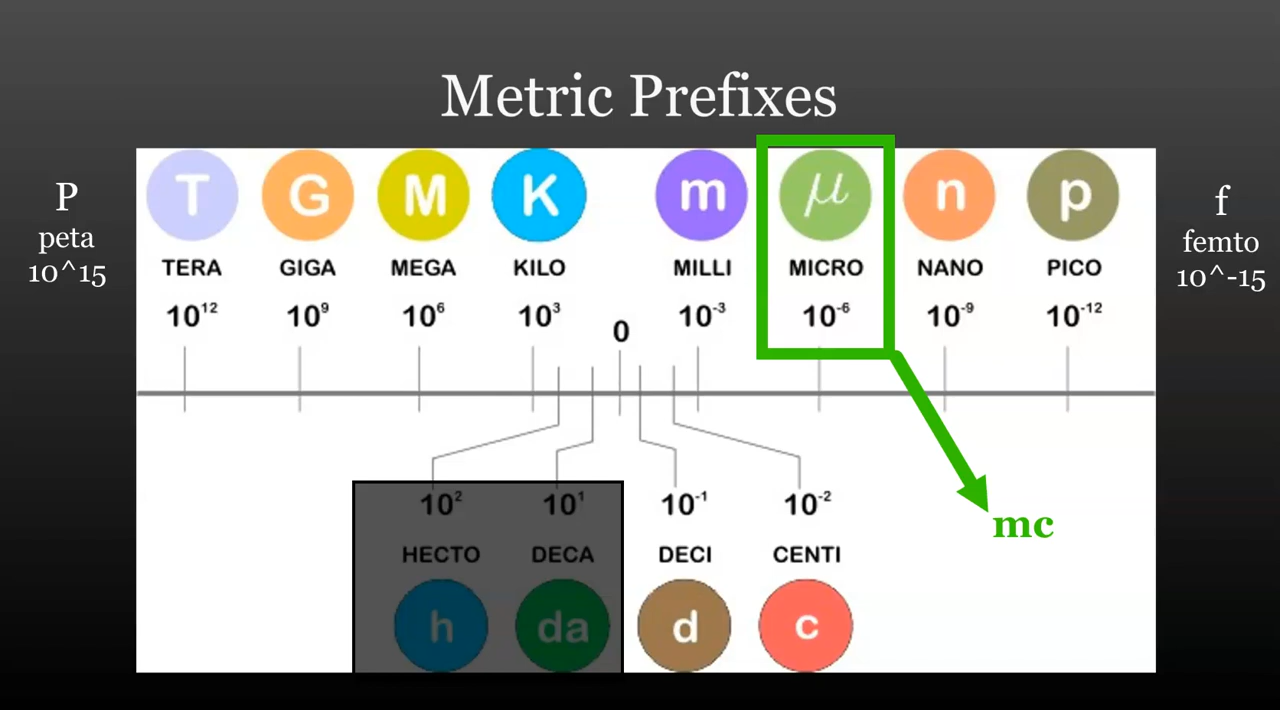 Metric Prefixes
P
peta
10^15
T G M K m μ n p
TERA GIGA MEGA KILO MILLI MICRO NANO PICO
10¹² 10⁹ 10⁶ 10³ 0 10⁻³ 10⁻⁶ 10⁻⁹ 10⁻¹²
f
femto
10^-15
mc
10² 10¹ 10⁻¹ 10⁻²
HECTO DECA DECI CENTI
h da d c